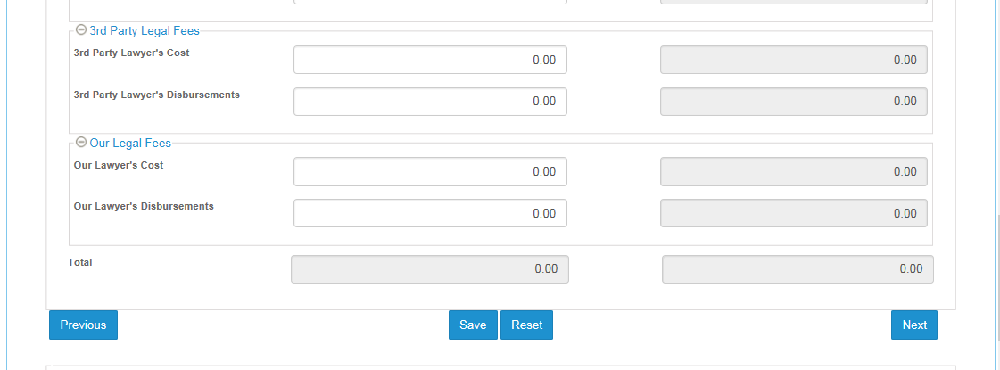 3rd Party Legal Fees
3rd Party Lawyer's Cost 0.00 0.00
3rd Party Lawyer's Disbursements 0.00 0.00
Our Legal Fees
Our Lawyer's Cost 0.00 0.00
Our Lawyer's Disbursements 0.00 0.00
Total 0.00 0.00
Previous Save Reset Next